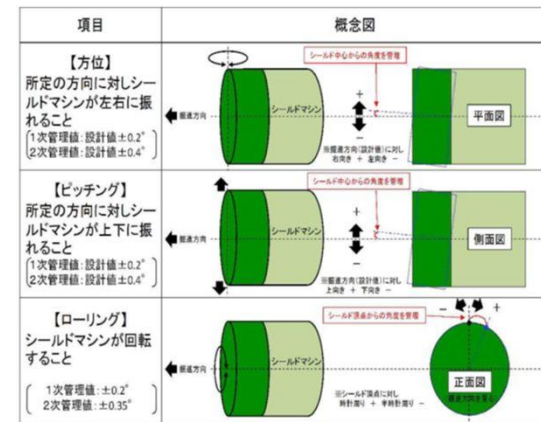 項目
概念図
【方位】
所定の方向に対しシー
ルドマシンが左右に振
れること
1次管理値:設計値±0.2°
2次管理値:設計値±0.4°
掘進方向
シールドマシン
シールド中心からの角度を管理
+
−
※掘進方向(設計値)に対し
右向き + 左向き −
平面図
【ピッチング】
所定の方向に対しシー
ルドマシンが上下に振
れること
1次管理値:設計値±0.2°
2次管理値:設計値±0.4°
掘進方向
シールドマシン
シールド中心からの角度を管理
+
−
※掘進方向(設計値)に対し
上向き + 下向き −
側面図
【ローリング】
シールドマシンが回転
すること
1次管理値:±0.2°
2次管理値:±0.35°
掘進方向
シールドマシン
シールド頂点からの角度を管理
− +
※シールド頂点に対し
時計廻り + 半時計廻り −
正面図